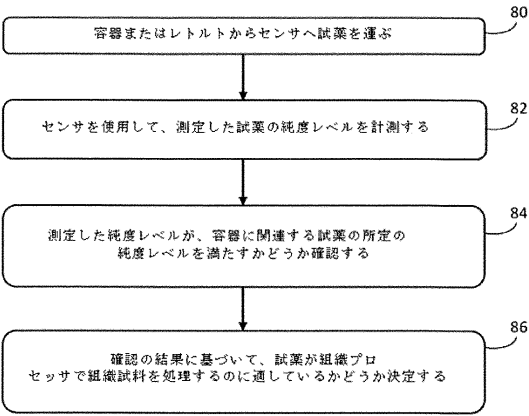 80
容器またはレトルトからセンサへ試薬を運ぶ
82
センサを使用して、測定した試薬の純度レベルを計測する
84
測定した純度レベルが、容器に関連する試薬の所定の
純度レベルを満たすかどうか確認する
86
確認の結果に基づいて、試薬が組織プロ
セッサで組織試料を処理するのに適しているかどうか決定する